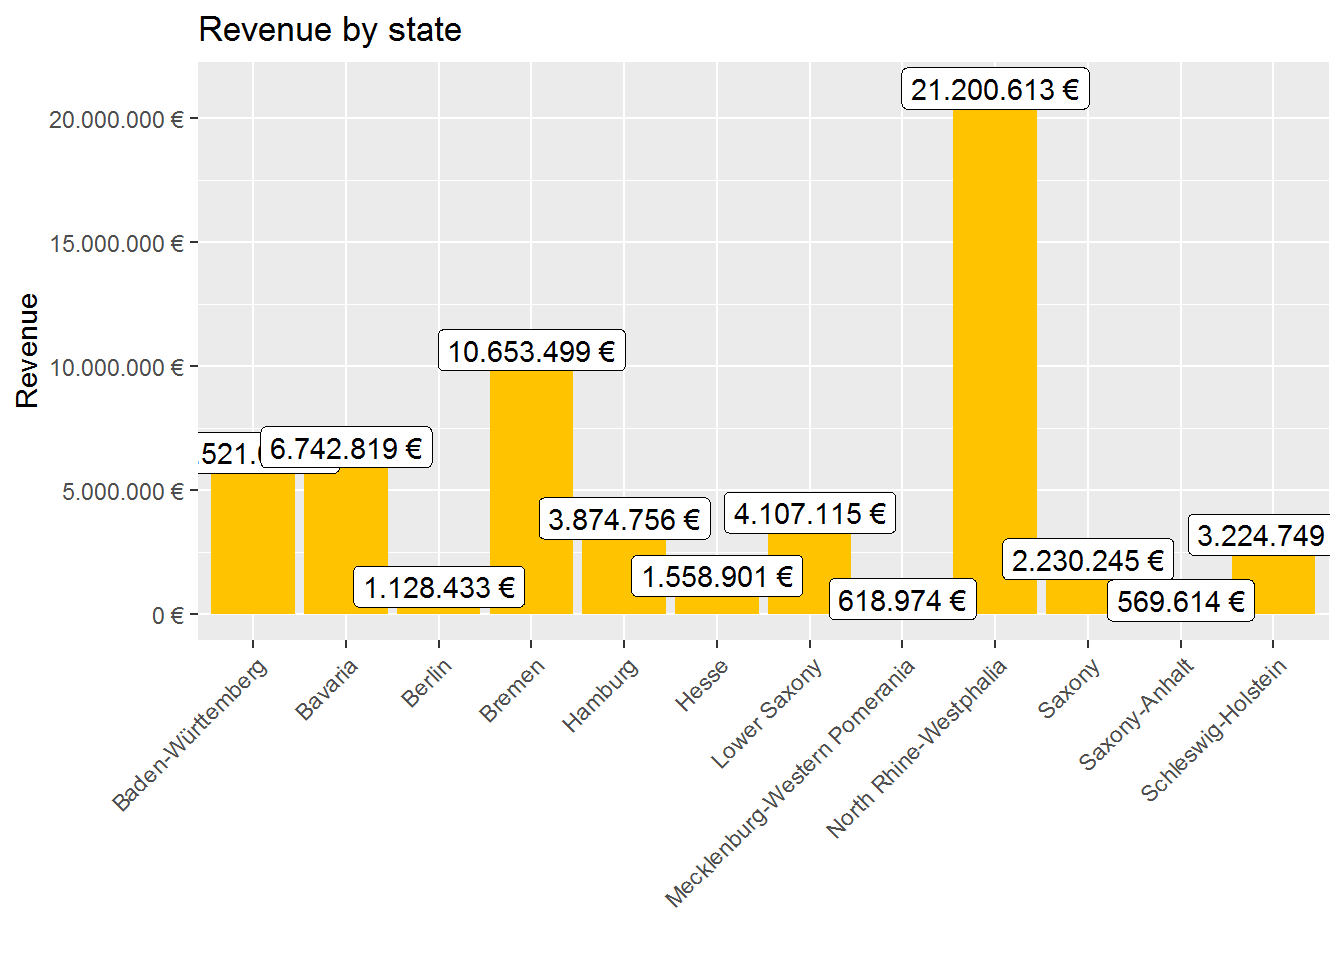 Revenue by state
Revenue
20.000.000 €
15.000.000 €
10.000.000 €
5.000.000 €
0 €
6.742.819 €
1.128.433 €
10.653.499 €
3.874.756 €
1.558.901 €
4.107.115 €
618.974 €
21.200.613 €
2.230.245 €
569.614 €
3.224.749
Baden-Württemberg
Bavaria
Berlin
Bremen
Hamburg
Hesse
Lower Saxony
Mecklenburg-Western Pomerania
North Rhine-Westphalia
Saxony
Saxony-Anhalt
Schleswig-Holstein